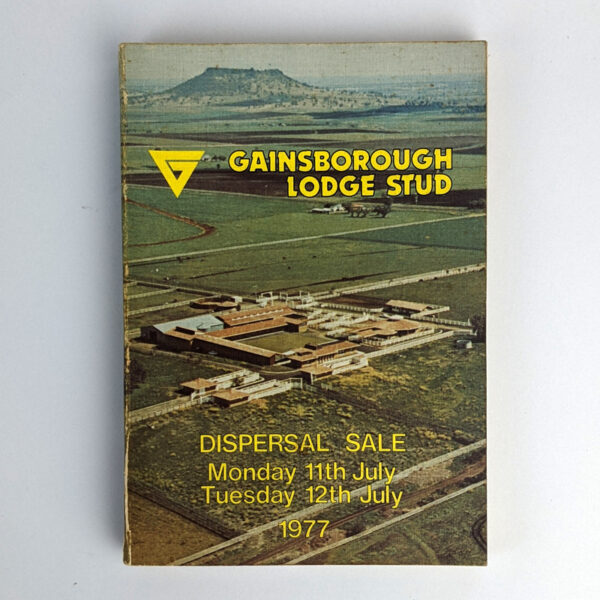 GAINSBOROUGH
LODGE STUD
DISPERSAL SALE
Monday 11th July
Tuesday 12th July
1977